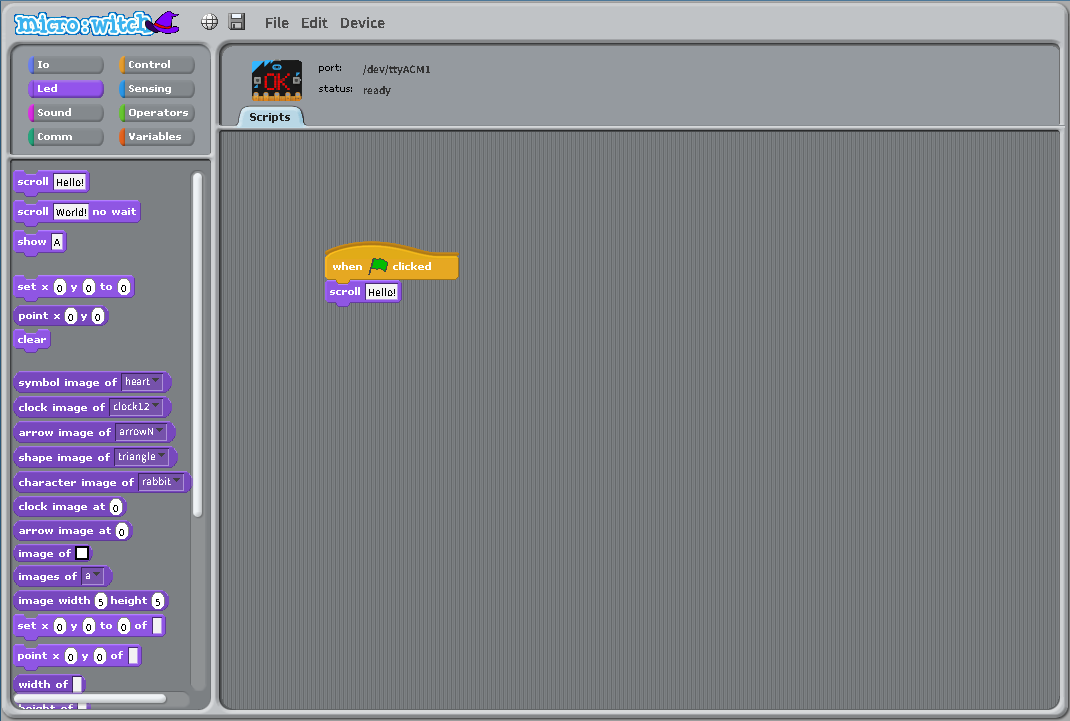 micro:witch
File Edit Device
Io Control
Led Sensing
Sound Operators
Comm Variables
OK
port: /dev/ttyACM1
status: ready
Scripts
scroll Hello!
scroll World! no wait
show A
set x 0 y 0 to 0
point x 0 y 0
clear
symbol image of heart
clock image of clock12
arrow image of arrowN
shape image of triangle
character image of rabbit
clock image at 0
arrow image at 0
image of
images of a
image width 5 height 5
set x 0 y 0 to 0 of
point x 0 y 0 of
width of
height of
when clicked
scroll Hello!